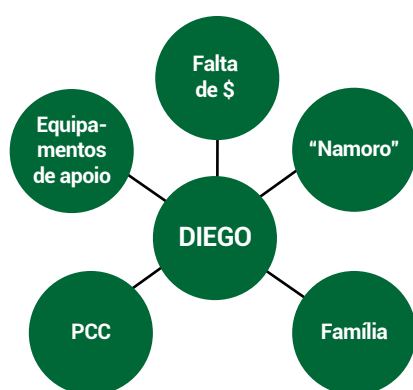 Falta
de $
Equipa-
mentos
de apoio
“Namoro”
DIEGO
PCC
Família